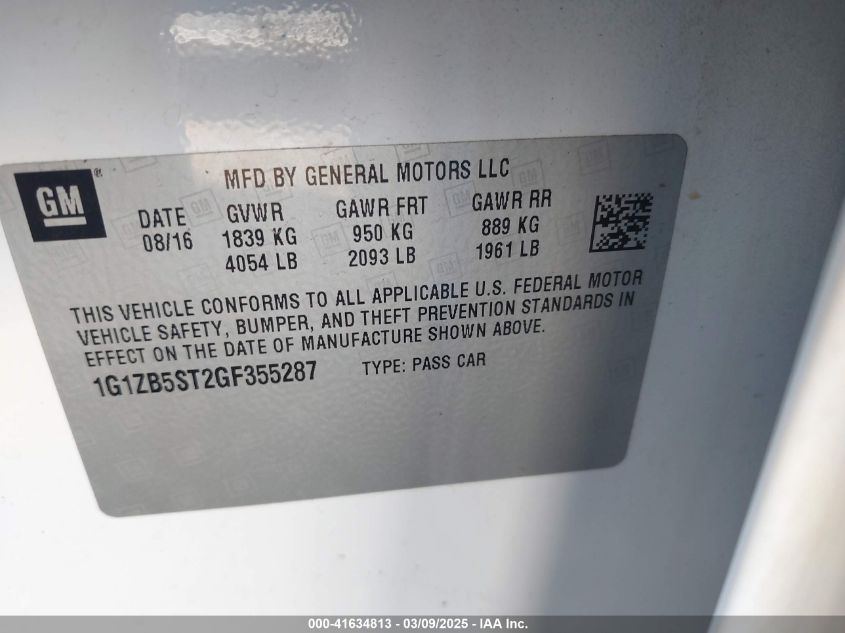 MFD BY GENERAL MOTORS LLC
GM®
DATE GVWR GAWR FRT GAWR RR
08/16 1839 KG 950 KG 889 KG
4054 LB 2093 LB 1961 LB
THIS VEHICLE CONFORMS TO ALL APPLICABLE U.S. FEDERAL MOTOR
VEHICLE SAFETY, BUMPER, AND THEFT PREVENTION STANDARDS IN
EFFECT ON THE DATE OF MANUFACTURE SHOWN ABOVE.
1G1ZB5ST2GF355287 TYPE: PASS CAR
000-41634813 - 03/09/2025 - IAA Inc.